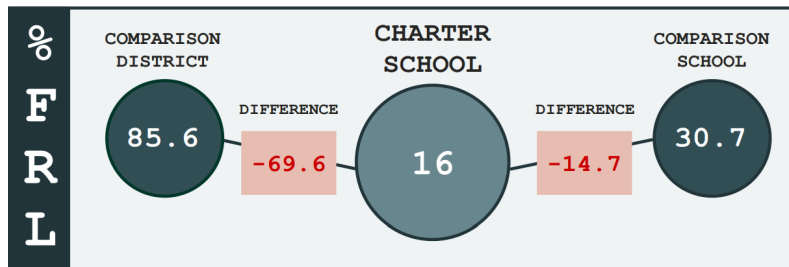 %
F
R
L
COMPARISON
DISTRICT
85.6
DIFFERENCE
-69.6
CHARTER
SCHOOL
16
DIFFERENCE
-14.7
COMPARISON
SCHOOL
30.7